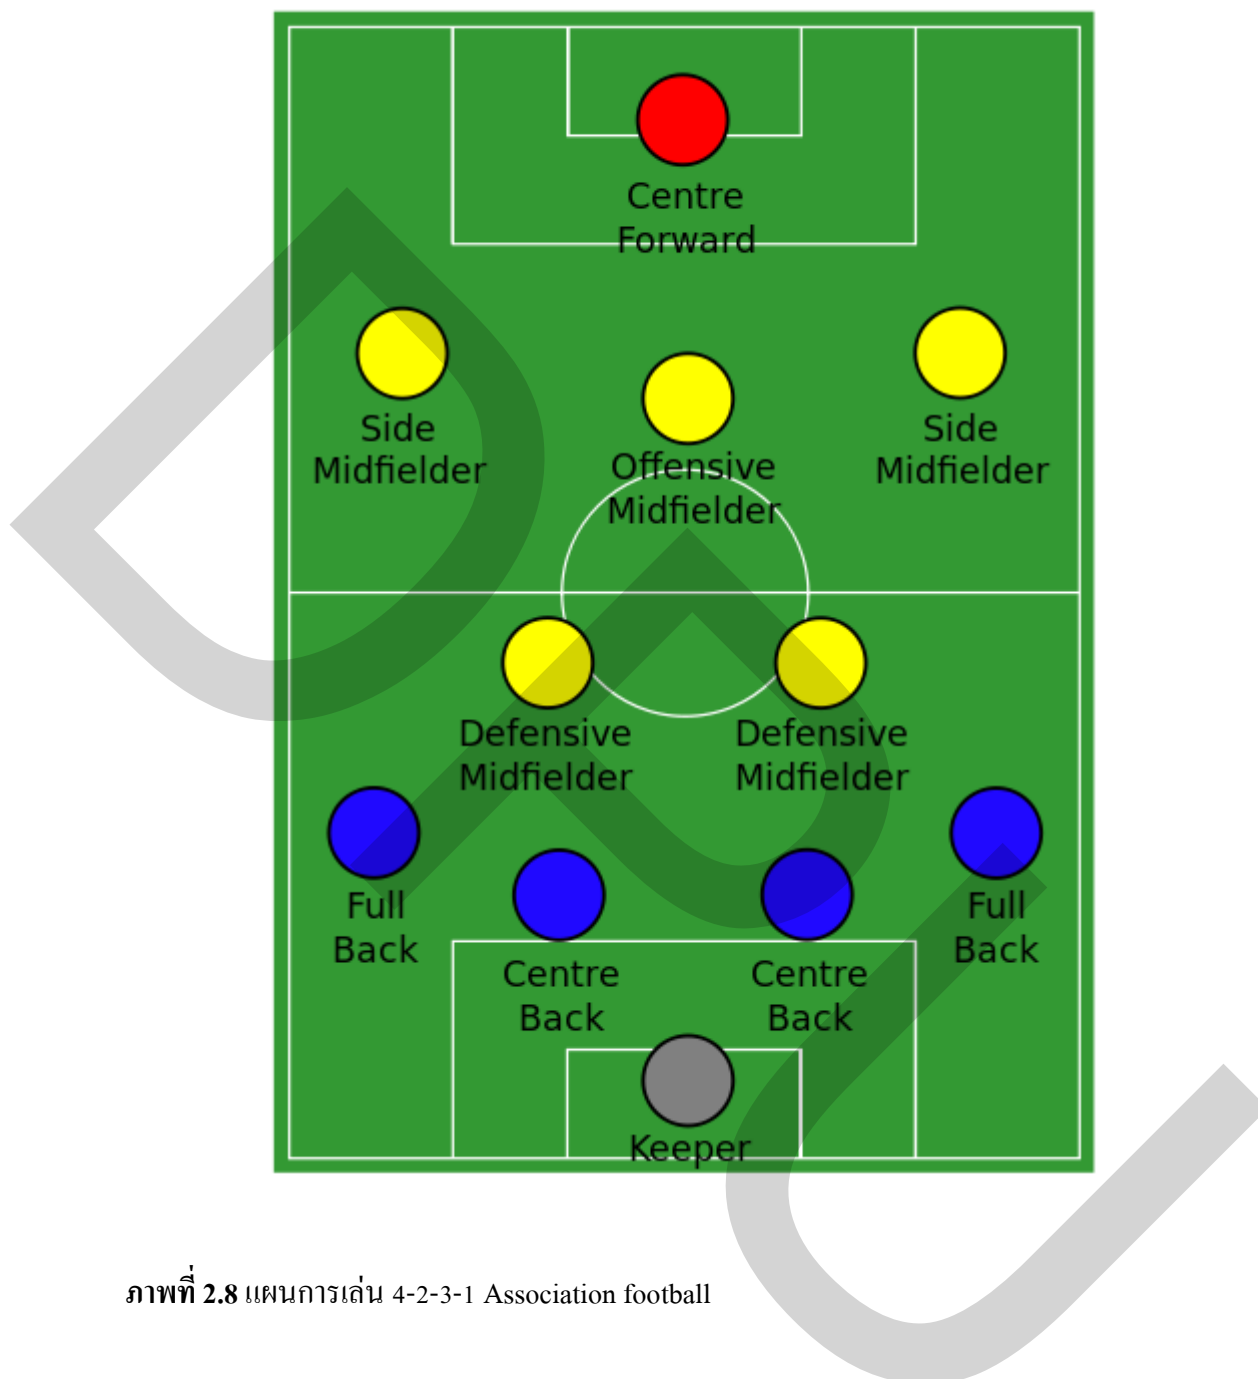 Centre
Forward
Side
Midfielder
Offensive
Midfielder
Side
Midfielder
Defensive
Midfielder
Defensive
Midfielder
Full
Back
Centre
Back
Centre
Back
Full
Back
Keeper
ภาพที่ 2.8 แผนการเล่น 4-2-3-1 Association football